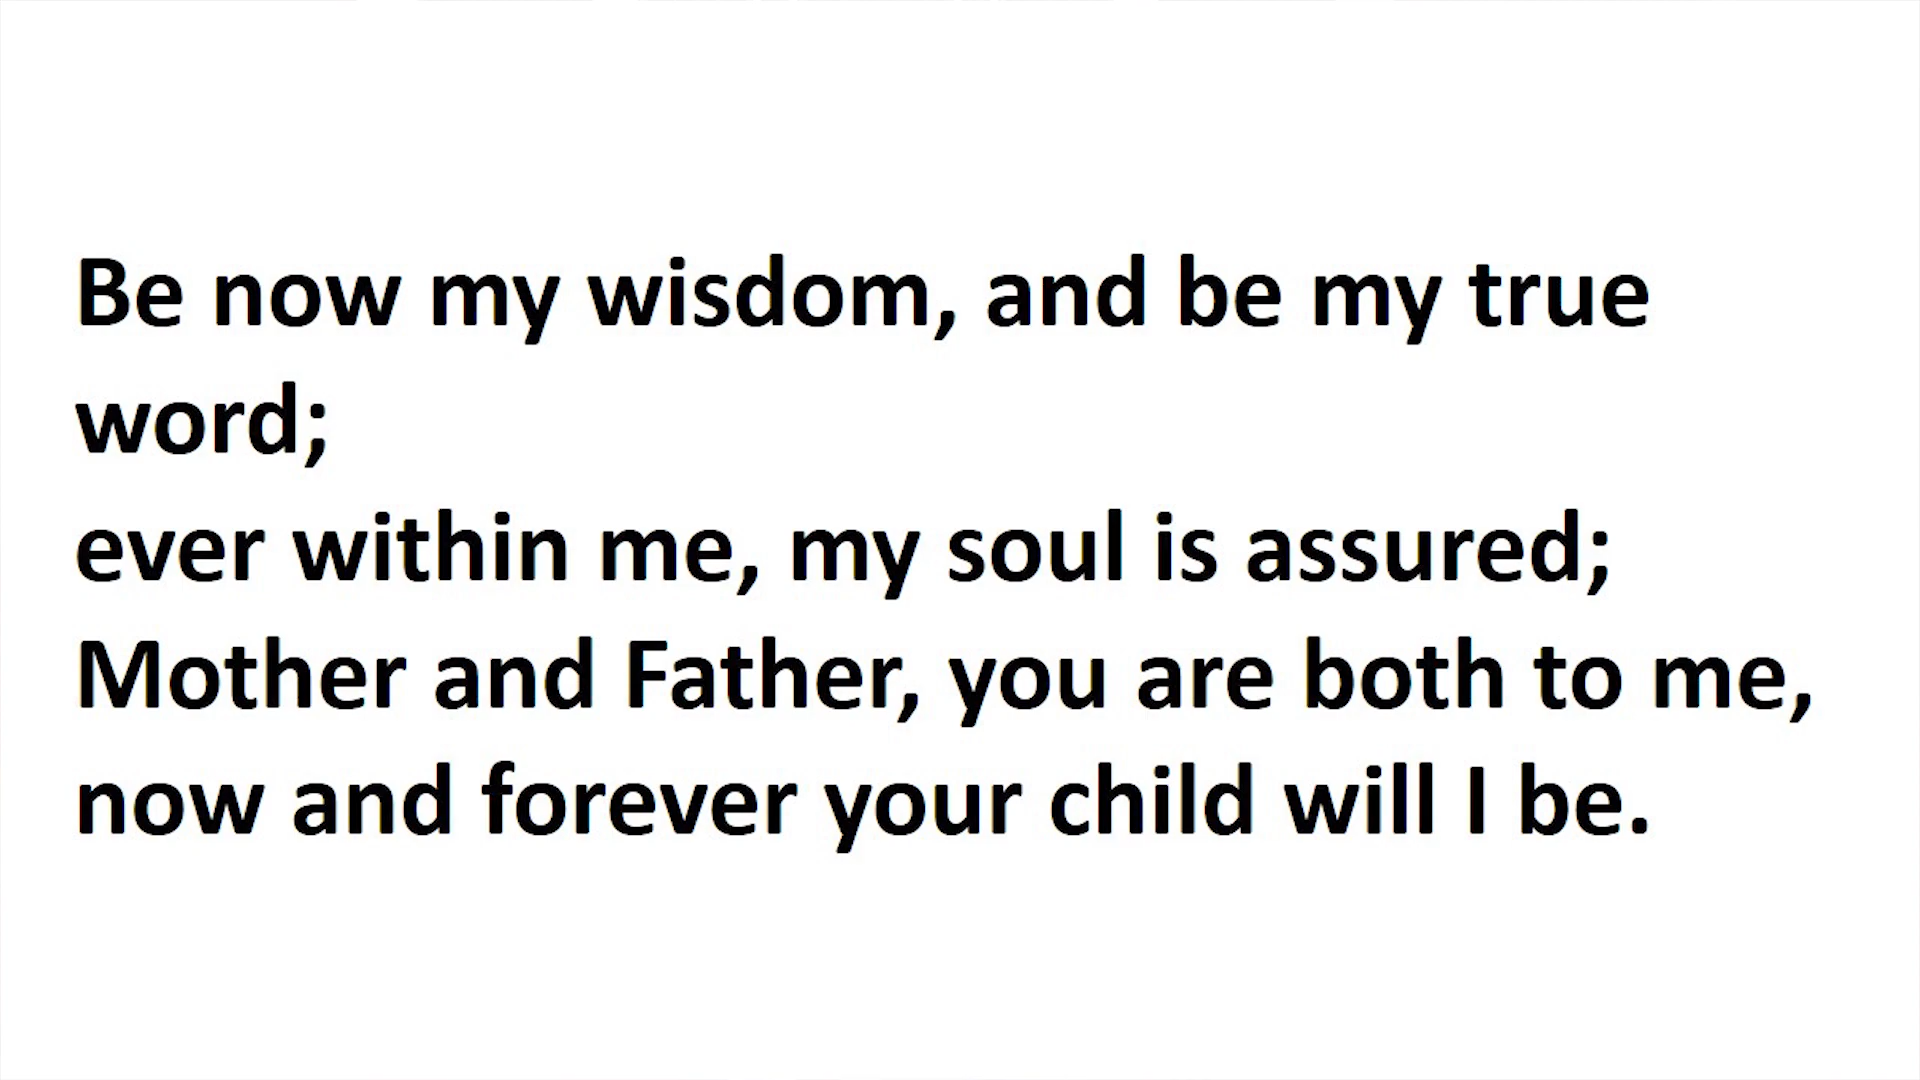 Be now my wisdom, and be my true
word;
ever within me, my soul is assured;
Mother and Father, you are both to me,
now and forever your child will I be.